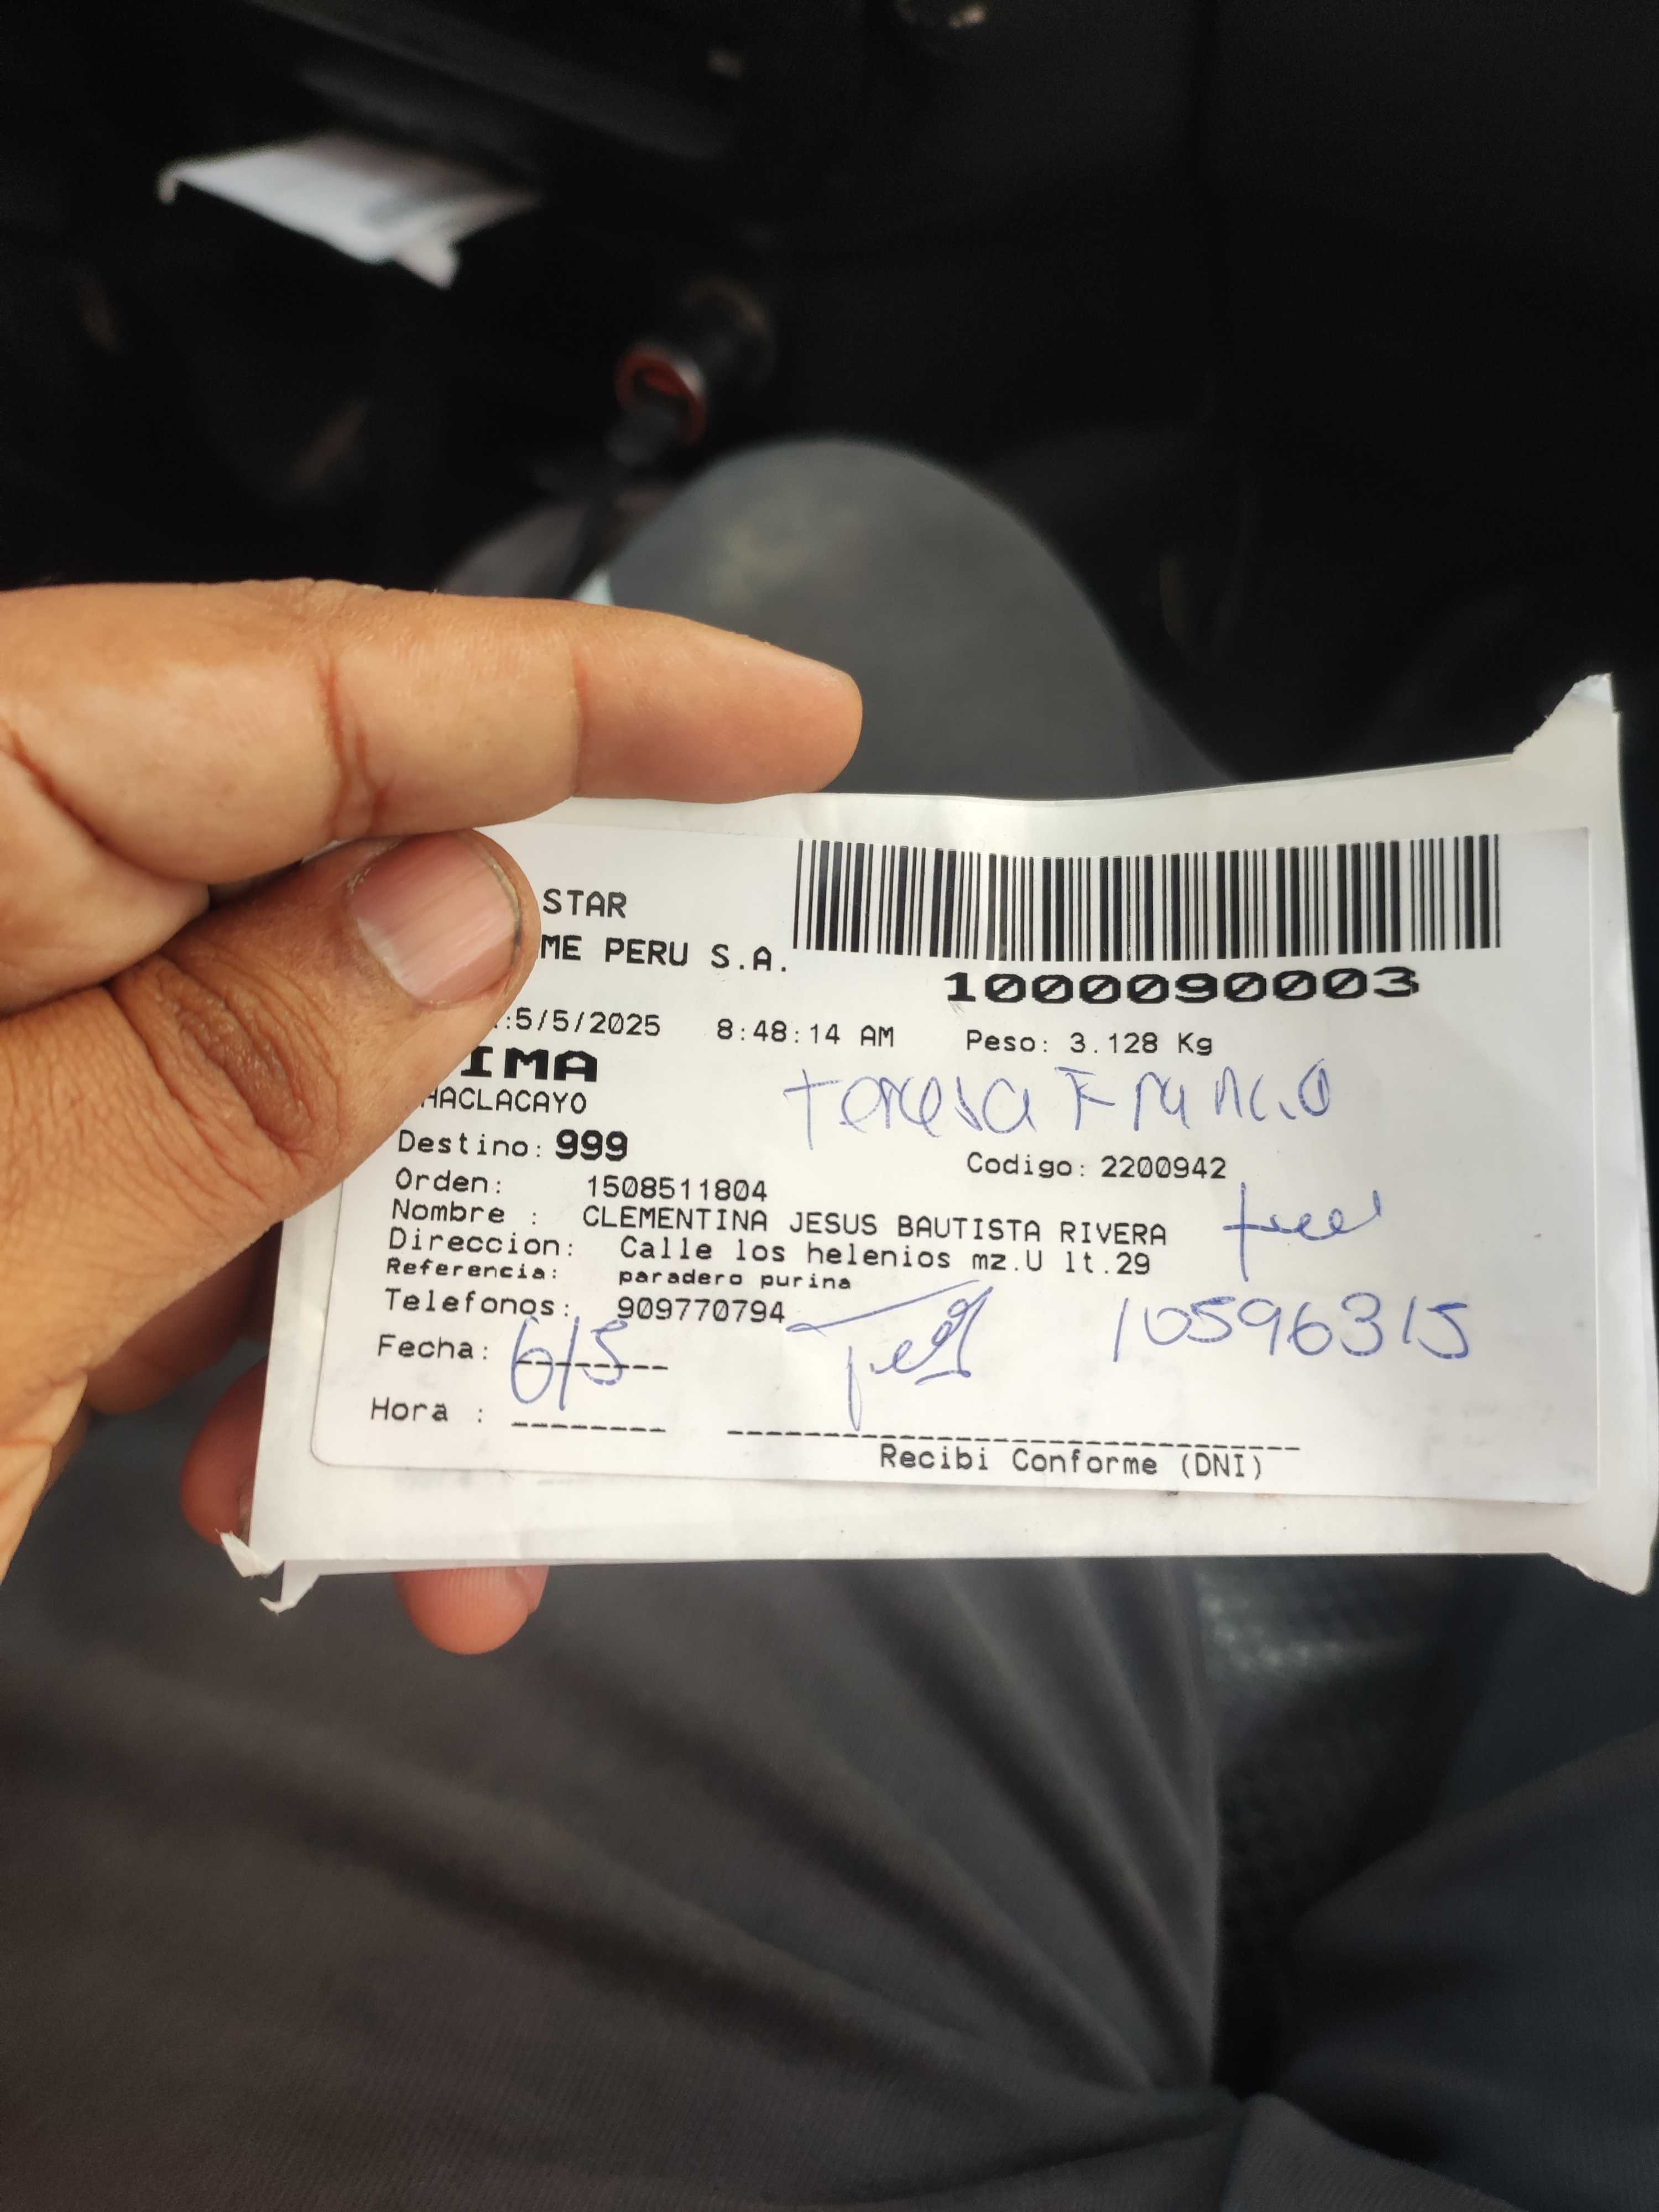 STAR
ME PERU S.A.
1000090003
:5/5/2025 8:48:14 AM Peso: 3.128 Kg
IMA
HACLACAYO
Teresa Franco
Destino: 999
Codigo: 2200942
Orden: 1508511804
Nombre : CLEMENTINA JESUS BAUTISTA RIVERA
Direccion: Calle los helenios mz.U lt.29
Referencia: paradero purina
Telefonos: 909770794
10596315
Fecha: 6/5
Hora :
Recibi Conforme (DNI)